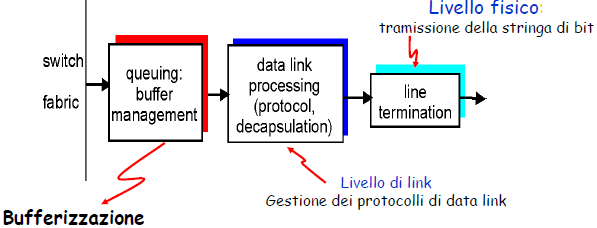 Livello fisico:
tramissione della stringa di bit
switch
fabric
queuing:
buffer
management
data link
processing
(protocol,
decapsulation)
line
termination
Livello di link
Gestione dei protocolli di data link
Bufferizzazione